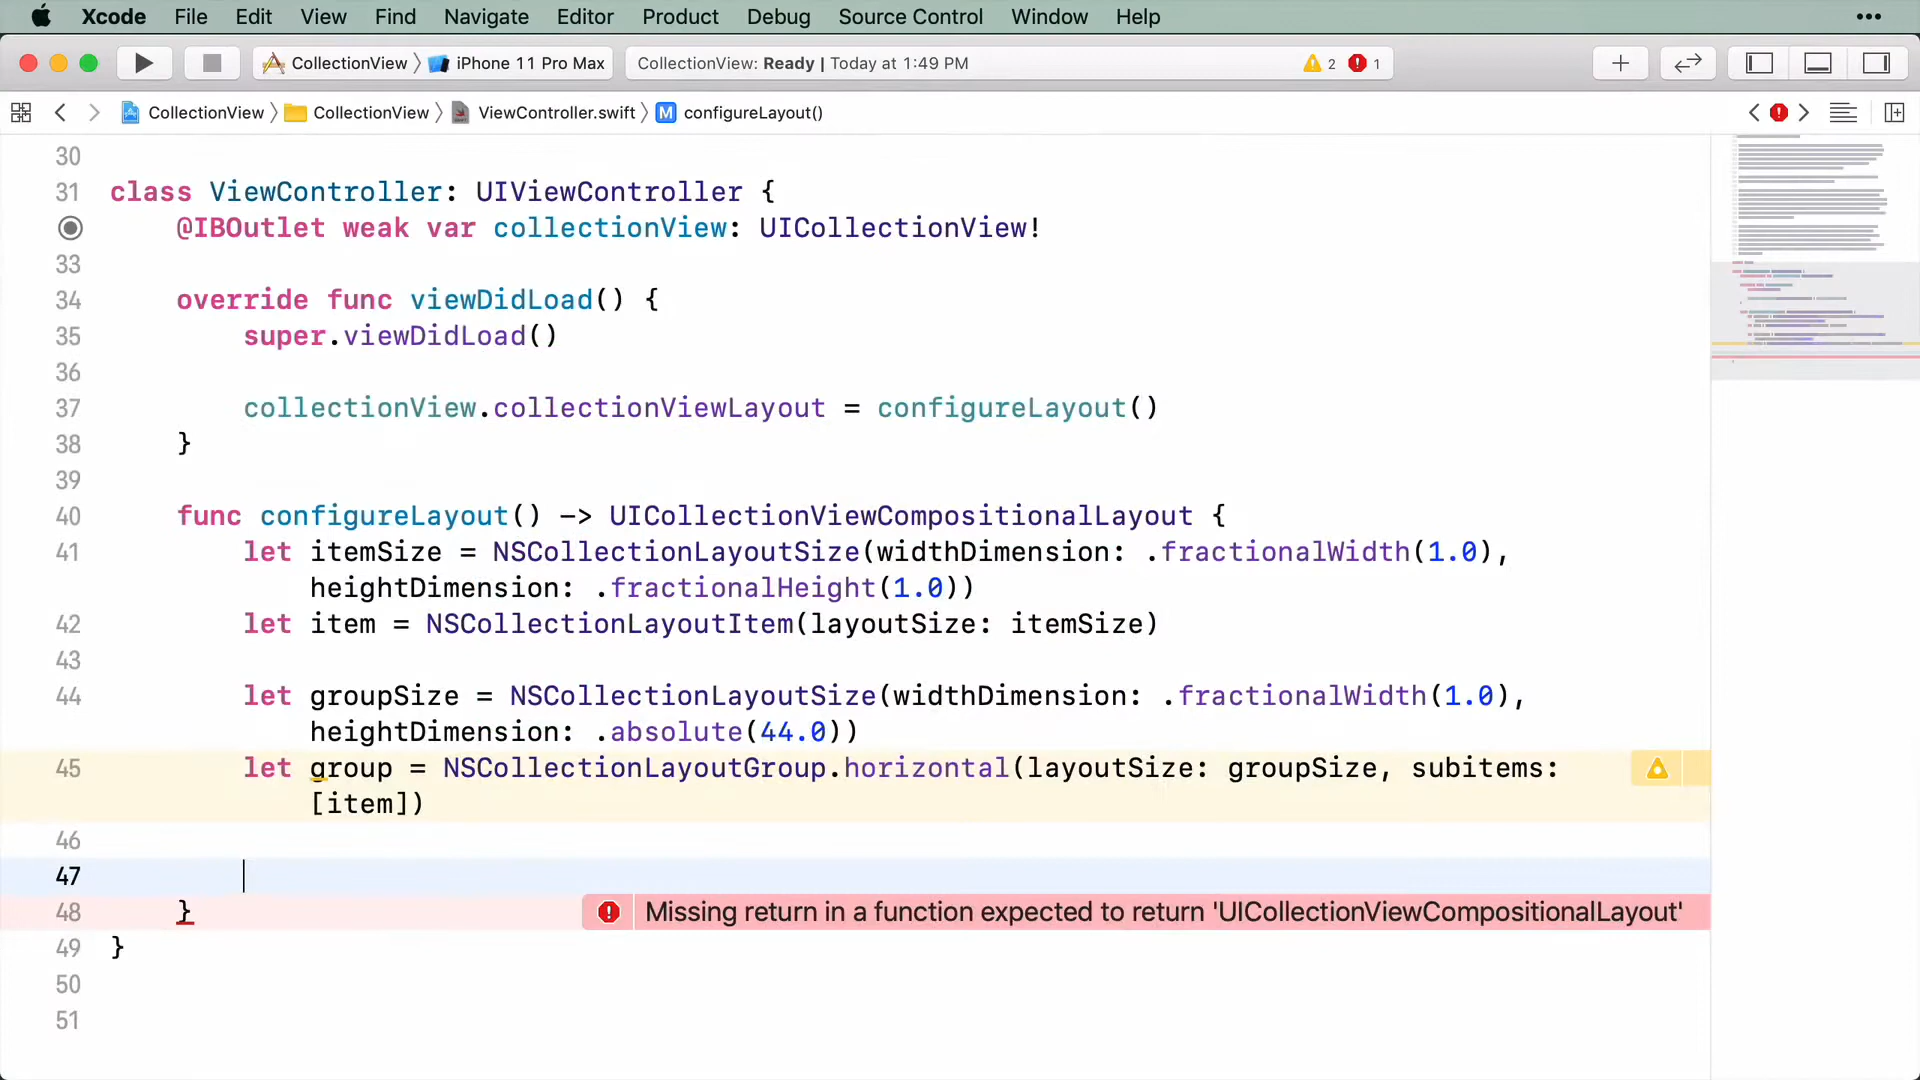 Xcode File Edit View Find Navigate Editor Product Debug Source Control Window Help •••
CollectionView 〉 iPhone 11 Pro Max CollectionView: Ready | Today at 1:49 PM 2 1
CollectionView 〉 CollectionView 〉 ViewController.swift 〉 M configureLayout()
30
31 class ViewController: UIViewController {
@IBOutlet weak var collectionView: UICollectionView!
33
34 override func viewDidLoad() {
35 super.viewDidLoad()
36
37 collectionView.collectionViewLayout = configureLayout()
38 }
39
40 func configureLayout() -> UICollectionViewCompositionalLayout {
41 let itemSize = NSCollectionLayoutSize(widthDimension: .fractionalWidth(1.0),
heightDimension: .fractionalHeight(1.0))
42 let item = NSCollectionLayoutItem(layoutSize: itemSize)
43
44 let groupSize = NSCollectionLayoutSize(widthDimension: .fractionalWidth(1.0),
heightDimension: .absolute(44.0))
45 let group = NSCollectionLayoutGroup.horizontal(layoutSize: groupSize, subitems:
[item])
46
47
48 } Missing return in a function expected to return 'UICollectionViewCompositionalLayout'
49 }
50
51